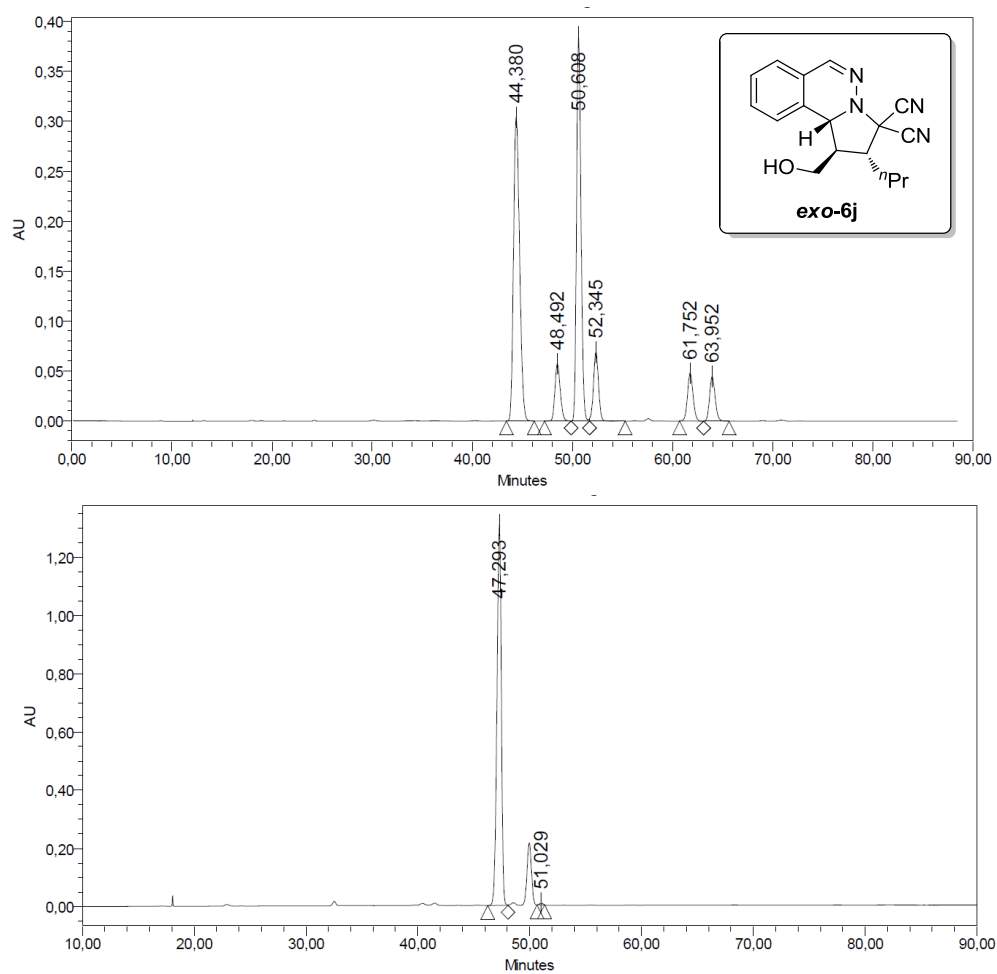 0,40
0,35
0,30
0,25
0,20
0,15
0,10
0,05
0,00
AU
44,380
48,492
50,608
52,345
61,752
63,952
N
N
CN
CN
H
HO
nPr
exo-6j
0,00 10,00 20,00 30,00 40,00 50,00 60,00 70,00 80,00 90,00
Minutes
1,20
1,00
0,80
0,60
0,40
0,20
0,00
AU
47,293
51,029
10,00 20,00 30,00 40,00 50,00 60,00 70,00 80,00 90,00
Minutes